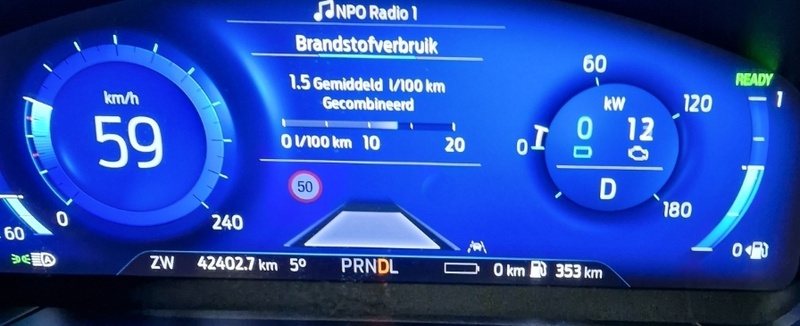 NPO Radio 1
Brandstofverbruik
1.5 Gemiddeld l/100 km
Gecombineerd
0 l/100 km 10 20
km/h
59
0
240
60
50
60
120
180
0
kW
0 12
D
READY
1
0
ZW 42402.7 km 5° PRNDL 0 km 353 km